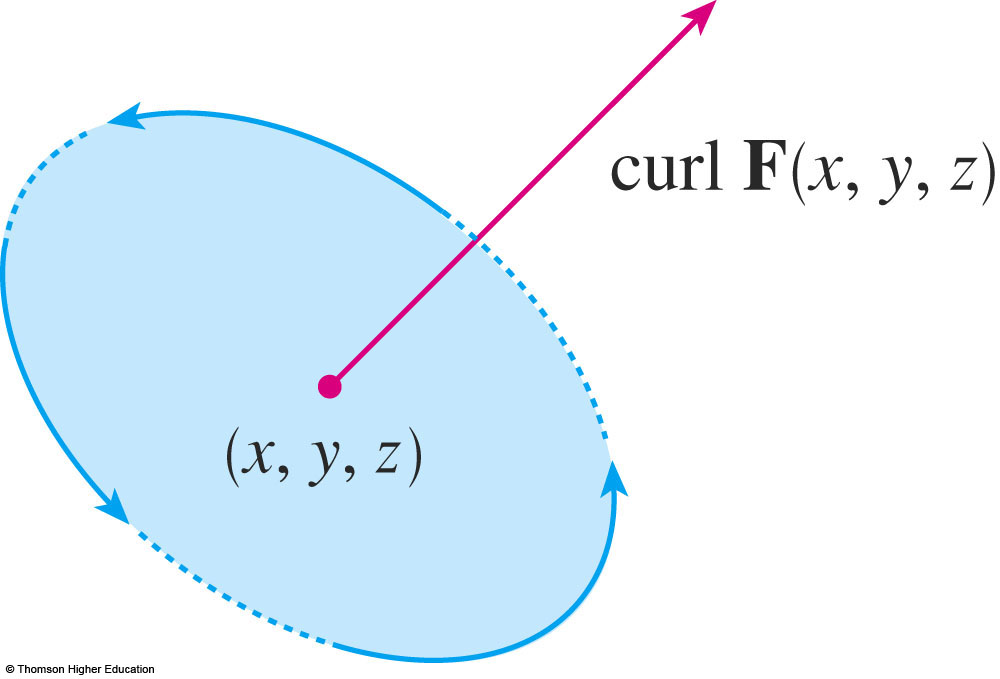 curl F(x, y, z)
(x, y, z)
© Thomson Higher Education